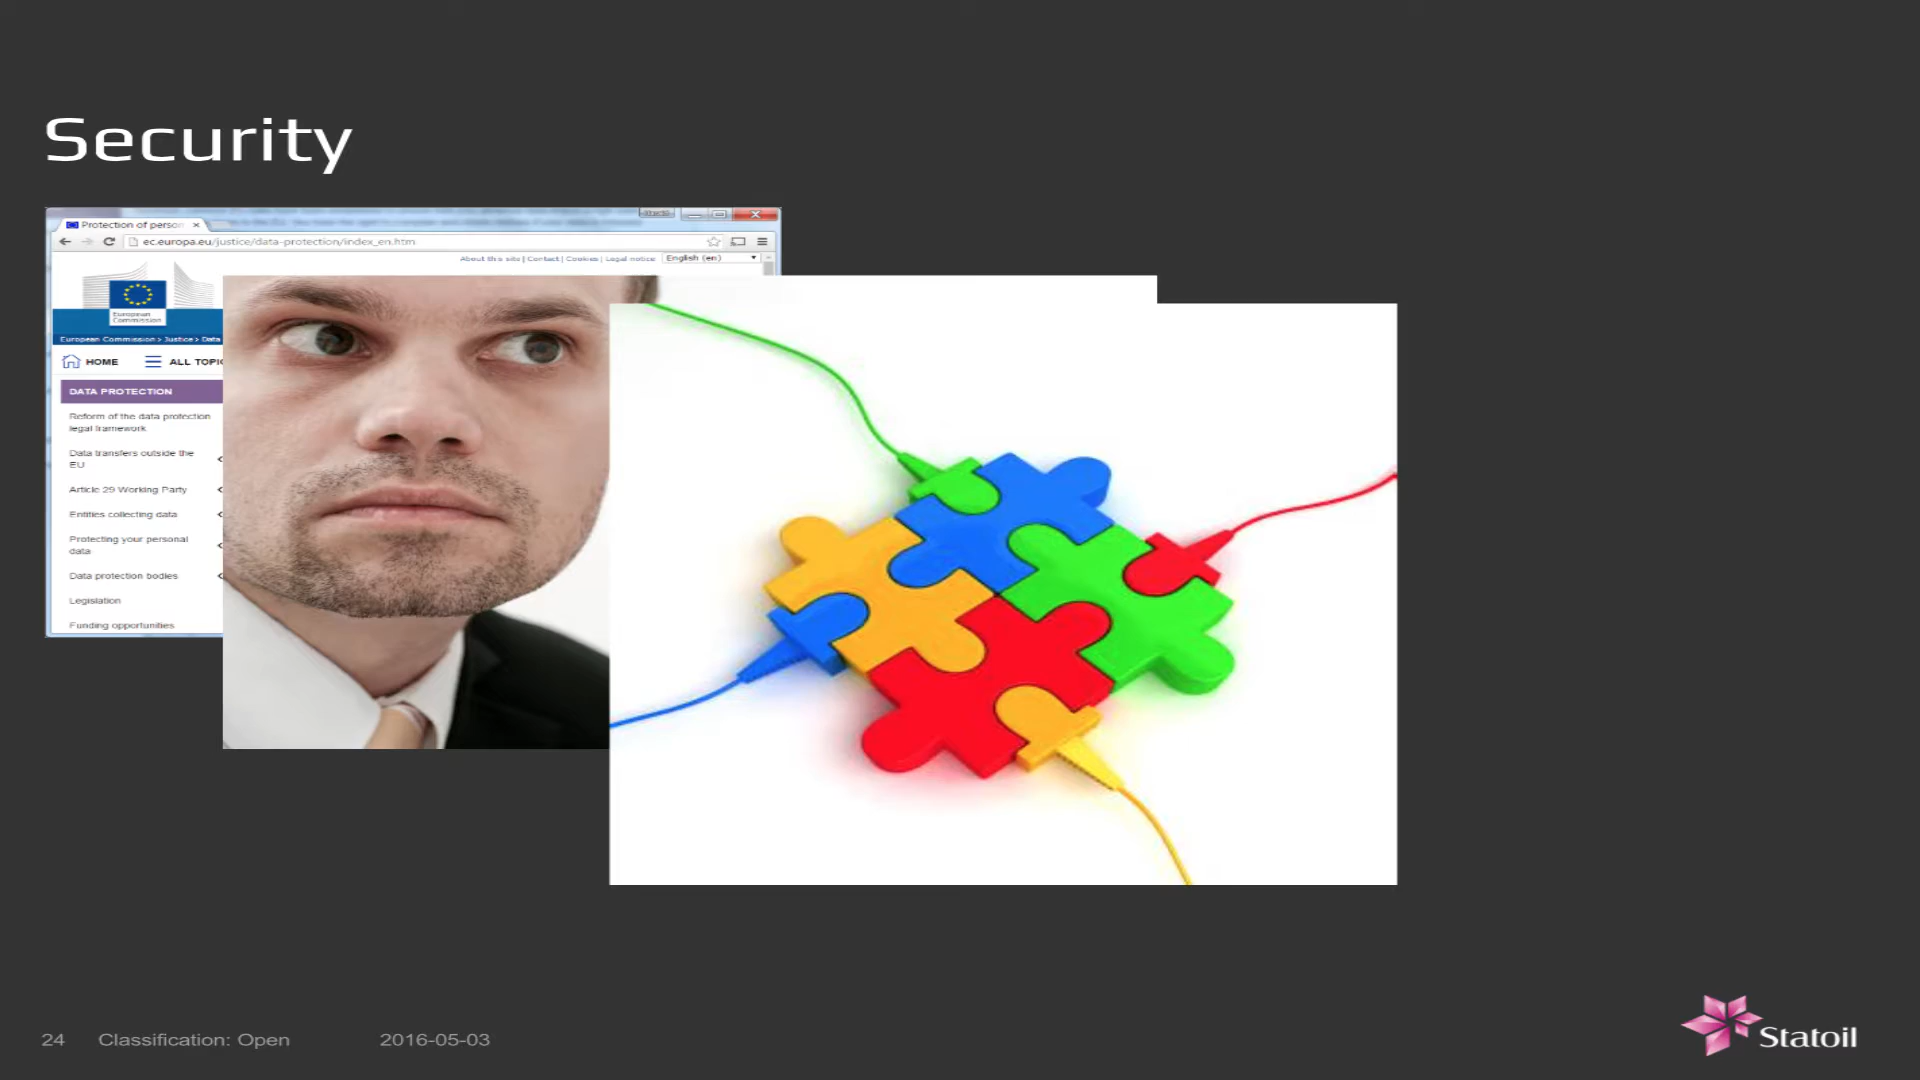 Security
Protection of person
ec.europa.eu/justice/data-protection/index_en.htm
About this site | Contact | Cookies | Legal notice English (en)
European
Commission
European Commission > Justice > Data
HOME ALL TOPIC
DATA PROTECTION
Reform of the data protection
legal framework
Data transfers outside the
EU
Article 29 Working Party
Entities collecting data
Protecting your personal
data
Data protection bodies
Legislation
Funding opportunities
24 Classification: Open 2016-05-03
Statoil